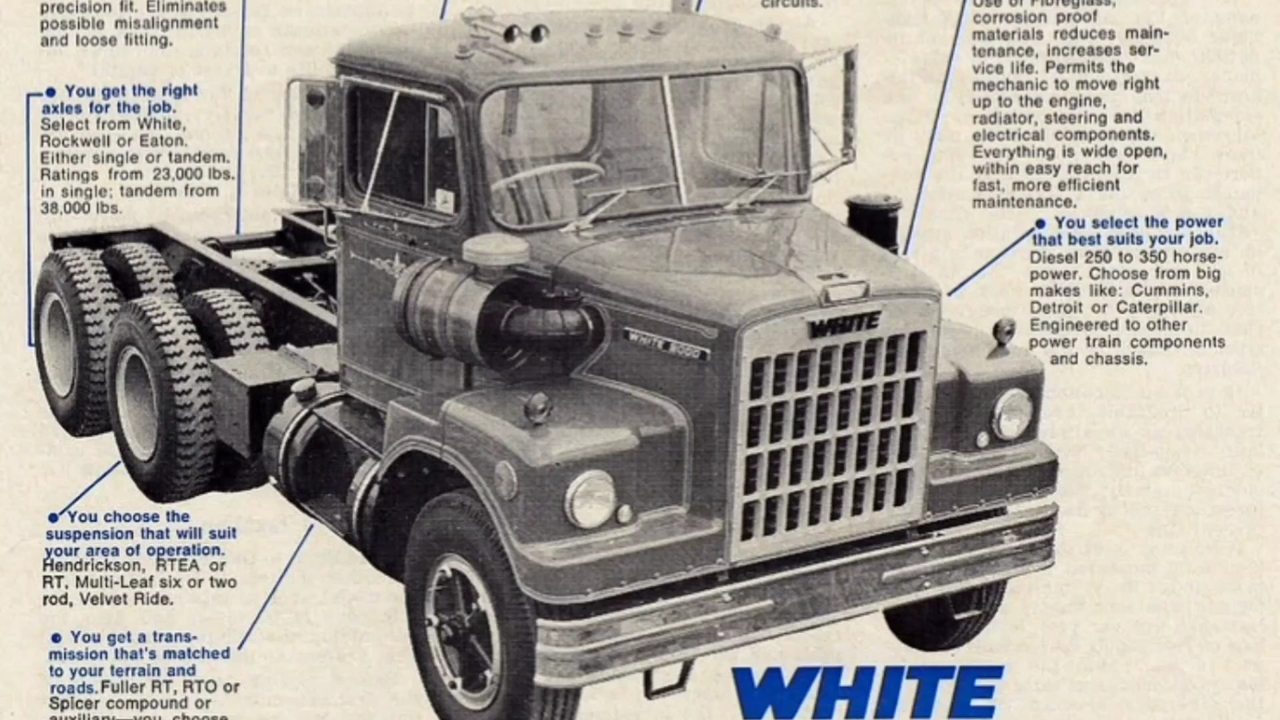 precision fit. Eliminates
possible misalignment
and loose fitting.
● You get the right
axles for the job.
Select from White,
Rockwell or Eaton.
Either single or tandem.
Ratings from 23,000 lbs.
in single; tandem from
38,000 lbs.
● You choose the
suspension that will suit
your area of operation.
Hendrickson, RTEA or
RT, Multi-Leaf six or two
rod, Velvet Ride.
● You get a trans-
mission that's matched
to your terrain and
roads. Fuller RT, RTO or
Spicer compound or
auxiliary—you choose
circuits.
Use of Fibreglass,
corrosion proof
materials reduces main-
tenance, increases ser-
vice life. Permits the
mechanic to move right
up to the engine,
radiator, steering and
electrical components.
Everything is wide open,
within easy reach for
fast, more efficient
maintenance.
● You select the power
that best suits your job.
Diesel 250 to 350 horse-
power. Choose from big
makes like: Cummins,
Detroit or Caterpillar.
Engineered to other
power train components
and chassis.
WHITE
WHITE 8000
WHITE